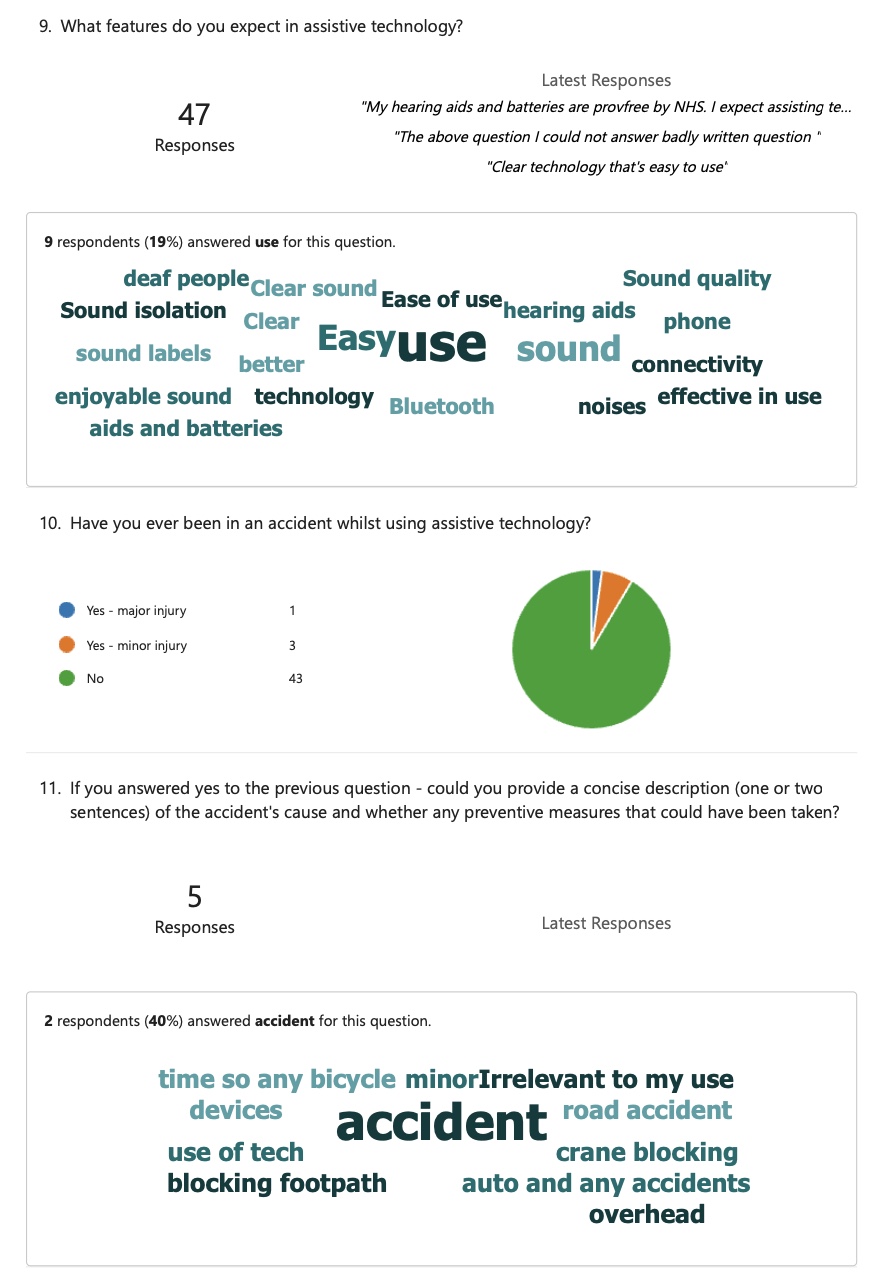 9. What features do you expect in assistive technology?
47
Responses
Latest Responses
"My hearing aids and batteries are provfree by NHS. I expect assisting te...
"The above question I could not answer badly written question "
"Clear technology that's easy to use"
9 respondents (19%) answered use for this question.
deaf people Clear sound Sound quality
Sound isolation Ease of use hearing aids
Clear phone
sound labels Easy use sound
better connectivity
enjoyable sound technology Bluetooth noises effective in use
aids and batteries
10. Have you ever been in an accident whilst using assistive technology?
Yes - major injury 1
Yes - minor injury 3
No 43
11. If you answered yes to the previous question - could you provide a concise description (one or two
sentences) of the accident's cause and whether any preventive measures that could have been taken?
5
Responses
Latest Responses
2 respondents (40%) answered accident for this question.
time so any bicycle minor Irrelevant to my use
devices accident road accident
use of tech crane blocking
blocking footpath auto and any accidents
overhead